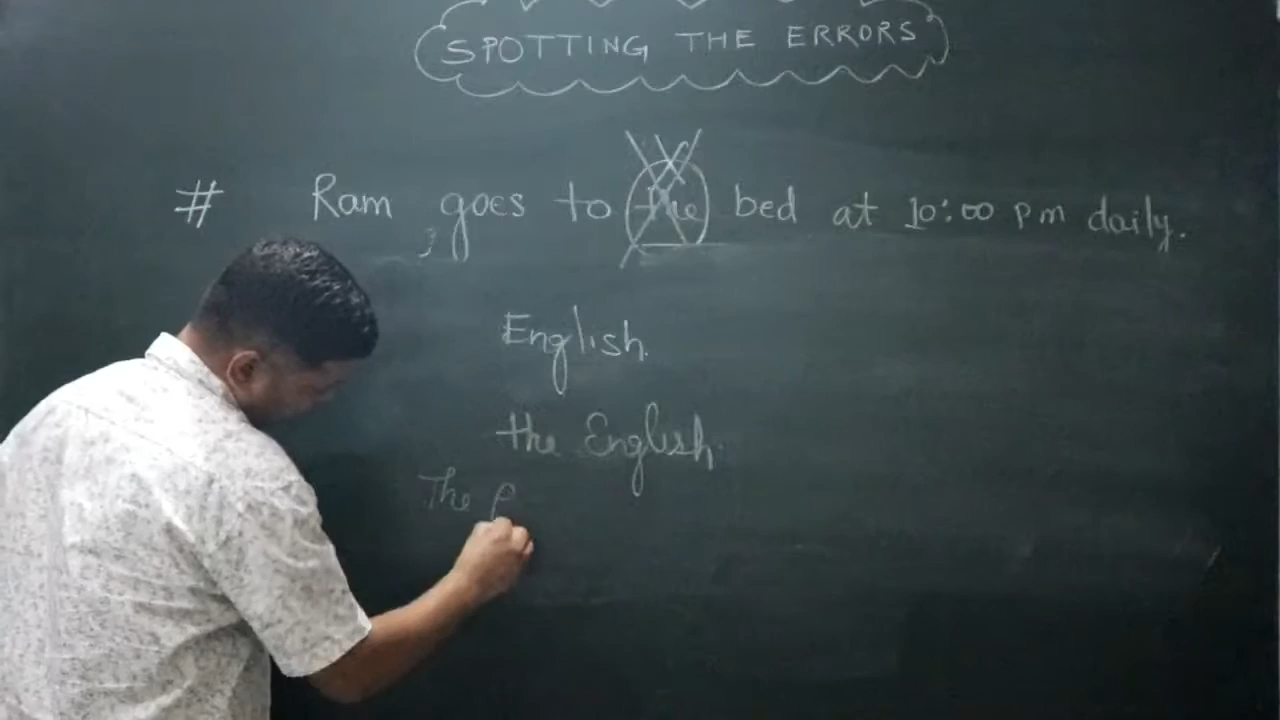 SPOTTING THE ERRORS
# Ram goes to the bed at 10:00 pm daily.
English.
the English.
The